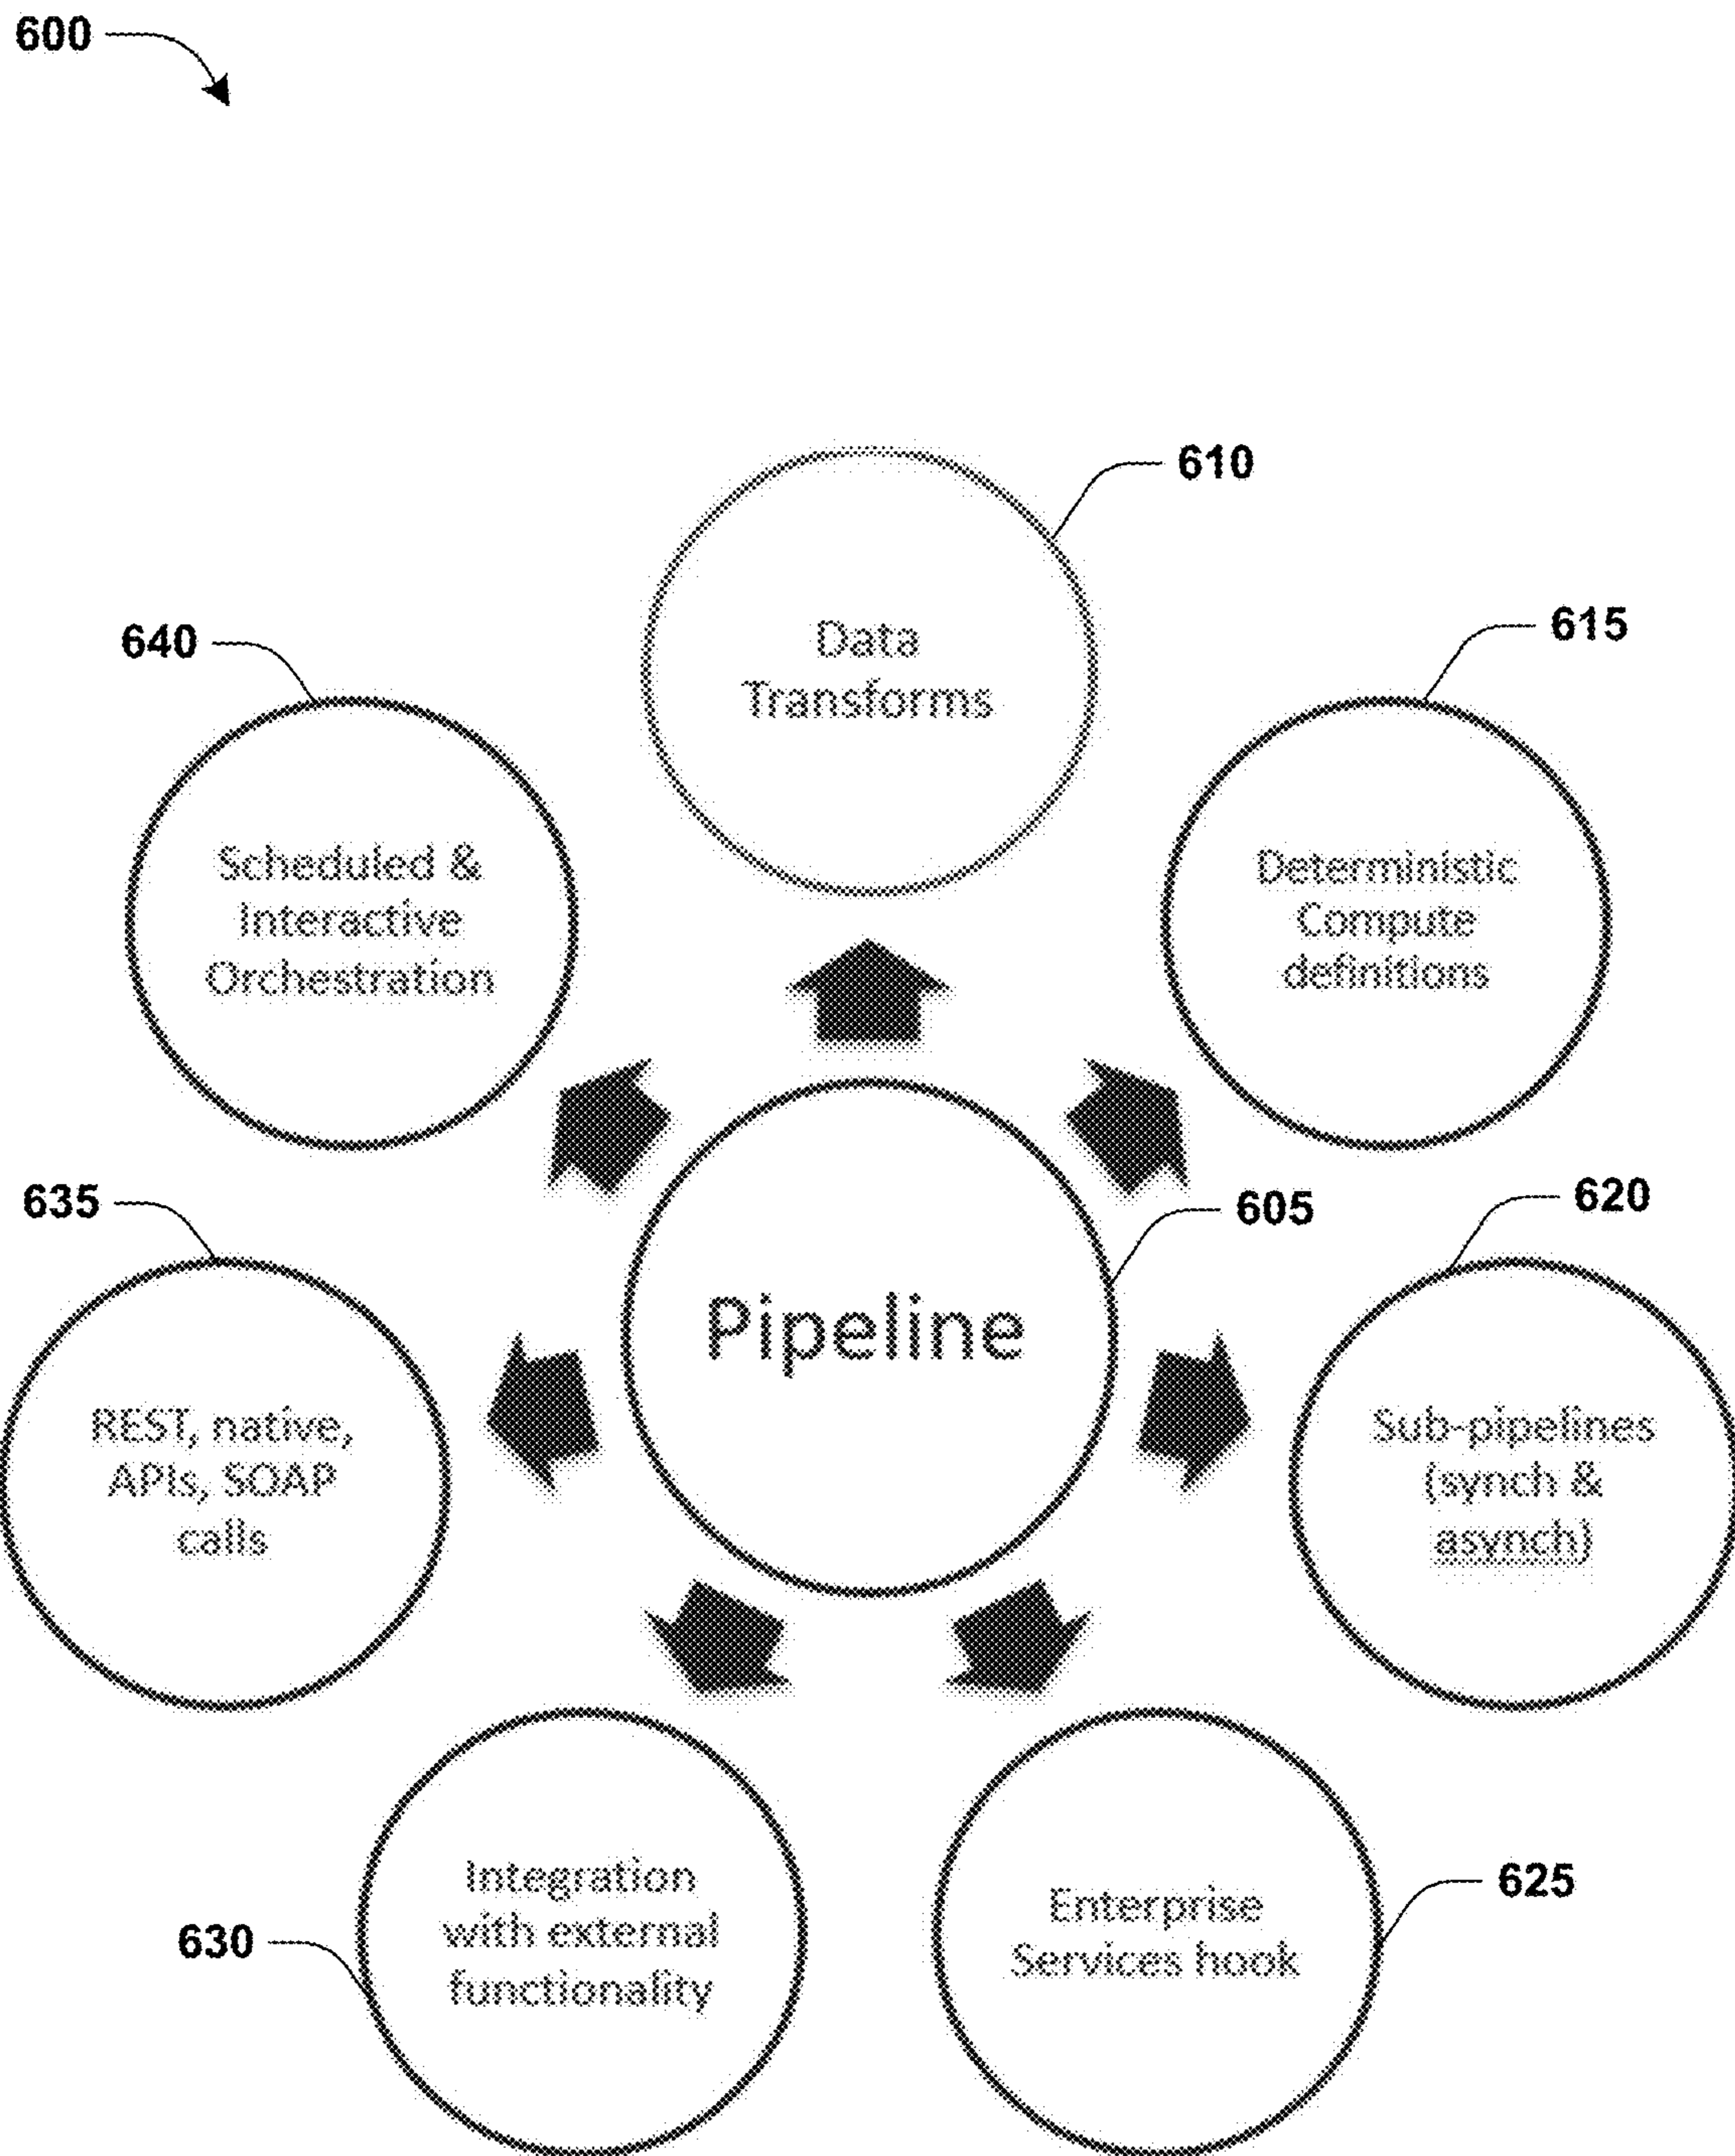 600
610
Data
Transforms
615
Deterministic
Compute
definitions
640
Scheduled &
Interactive
Orchestration
605
Pipeline
620
Sub-pipelines
(synch &
asynch)
635
REST, native,
APIs, SOAP
calls
625
Enterprise
Services hook
630
Integration
with external
functionality